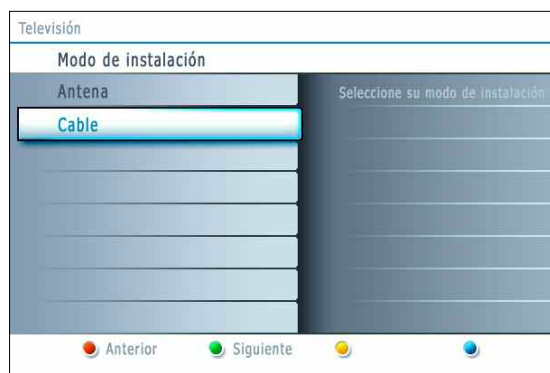 Televisión
Modo de instalación
Antena
Seleccione su modo de instalación
Cable
Anterior
Siguiente